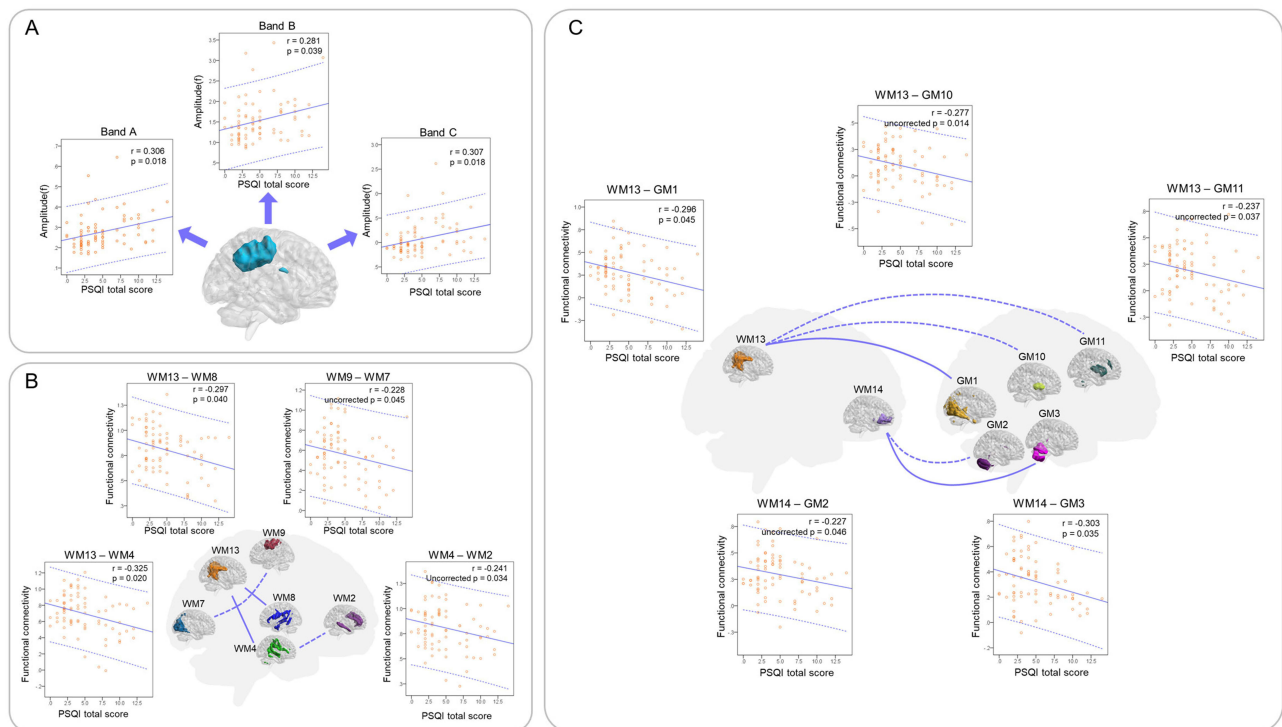 A
Band B
r = 0.281
p = 0.039
Amplitude(f)
PSQI total score
Band A
r = 0.306
p = 0.018
Amplitude(f)
PSQI total score
Band C
r = 0.307
p = 0.018
Amplitude(f)
PSQI total score
B
WM13 – WM8
r = -0.297
p = 0.040
Functional connectivity
PSQI total score
WM9 – WM7
r = -0.228
uncorrected p = 0.045
Functional connectivity
PSQI total score
WM13 – WM4
r = -0.325
p = 0.020
Functional connectivity
PSQI total score
WM9
WM13
WM7
WM8
WM2
WM4
WM4 – WM2
r = -0.241
Uncorrected p = 0.034
Functional connectivity
PSQI total score
C
WM13 – GM10
r = -0.277
uncorrected p = 0.014
Functional connectivity
PSQI total score
WM13 – GM1
r = -0.296
p = 0.045
Functional connectivity
PSQI total score
WM13 – GM11
r = -0.237
uncorrected p = 0.037
Functional connectivity
PSQI total score
WM13
WM14
GM11
GM10
GM1
GM3
GM2
WM14 – GM2
r = -0.227
uncorrected p = 0.046
Functional connectivity
PSQI total score
WM14 – GM3
r = -0.303
p = 0.035
Functional connectivity
PSQI total score